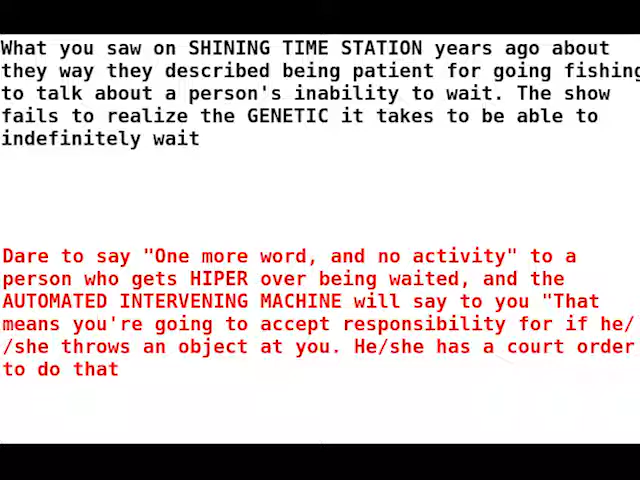 What you saw on SHINING TIME STATION years ago about
they way they described being patient for going fishing
to talk about a person's inability to wait. The show
fails to realize the GENETIC it takes to be able to
indefinitely wait
Dare to say "One more word, and no activity" to a
person who gets HIPER over being waited, and the
AUTOMATED INTERVENING MACHINE will say to you "That
means you're going to accept responsibility for if he/
/she throws an object at you. He/she has a court order
to do that